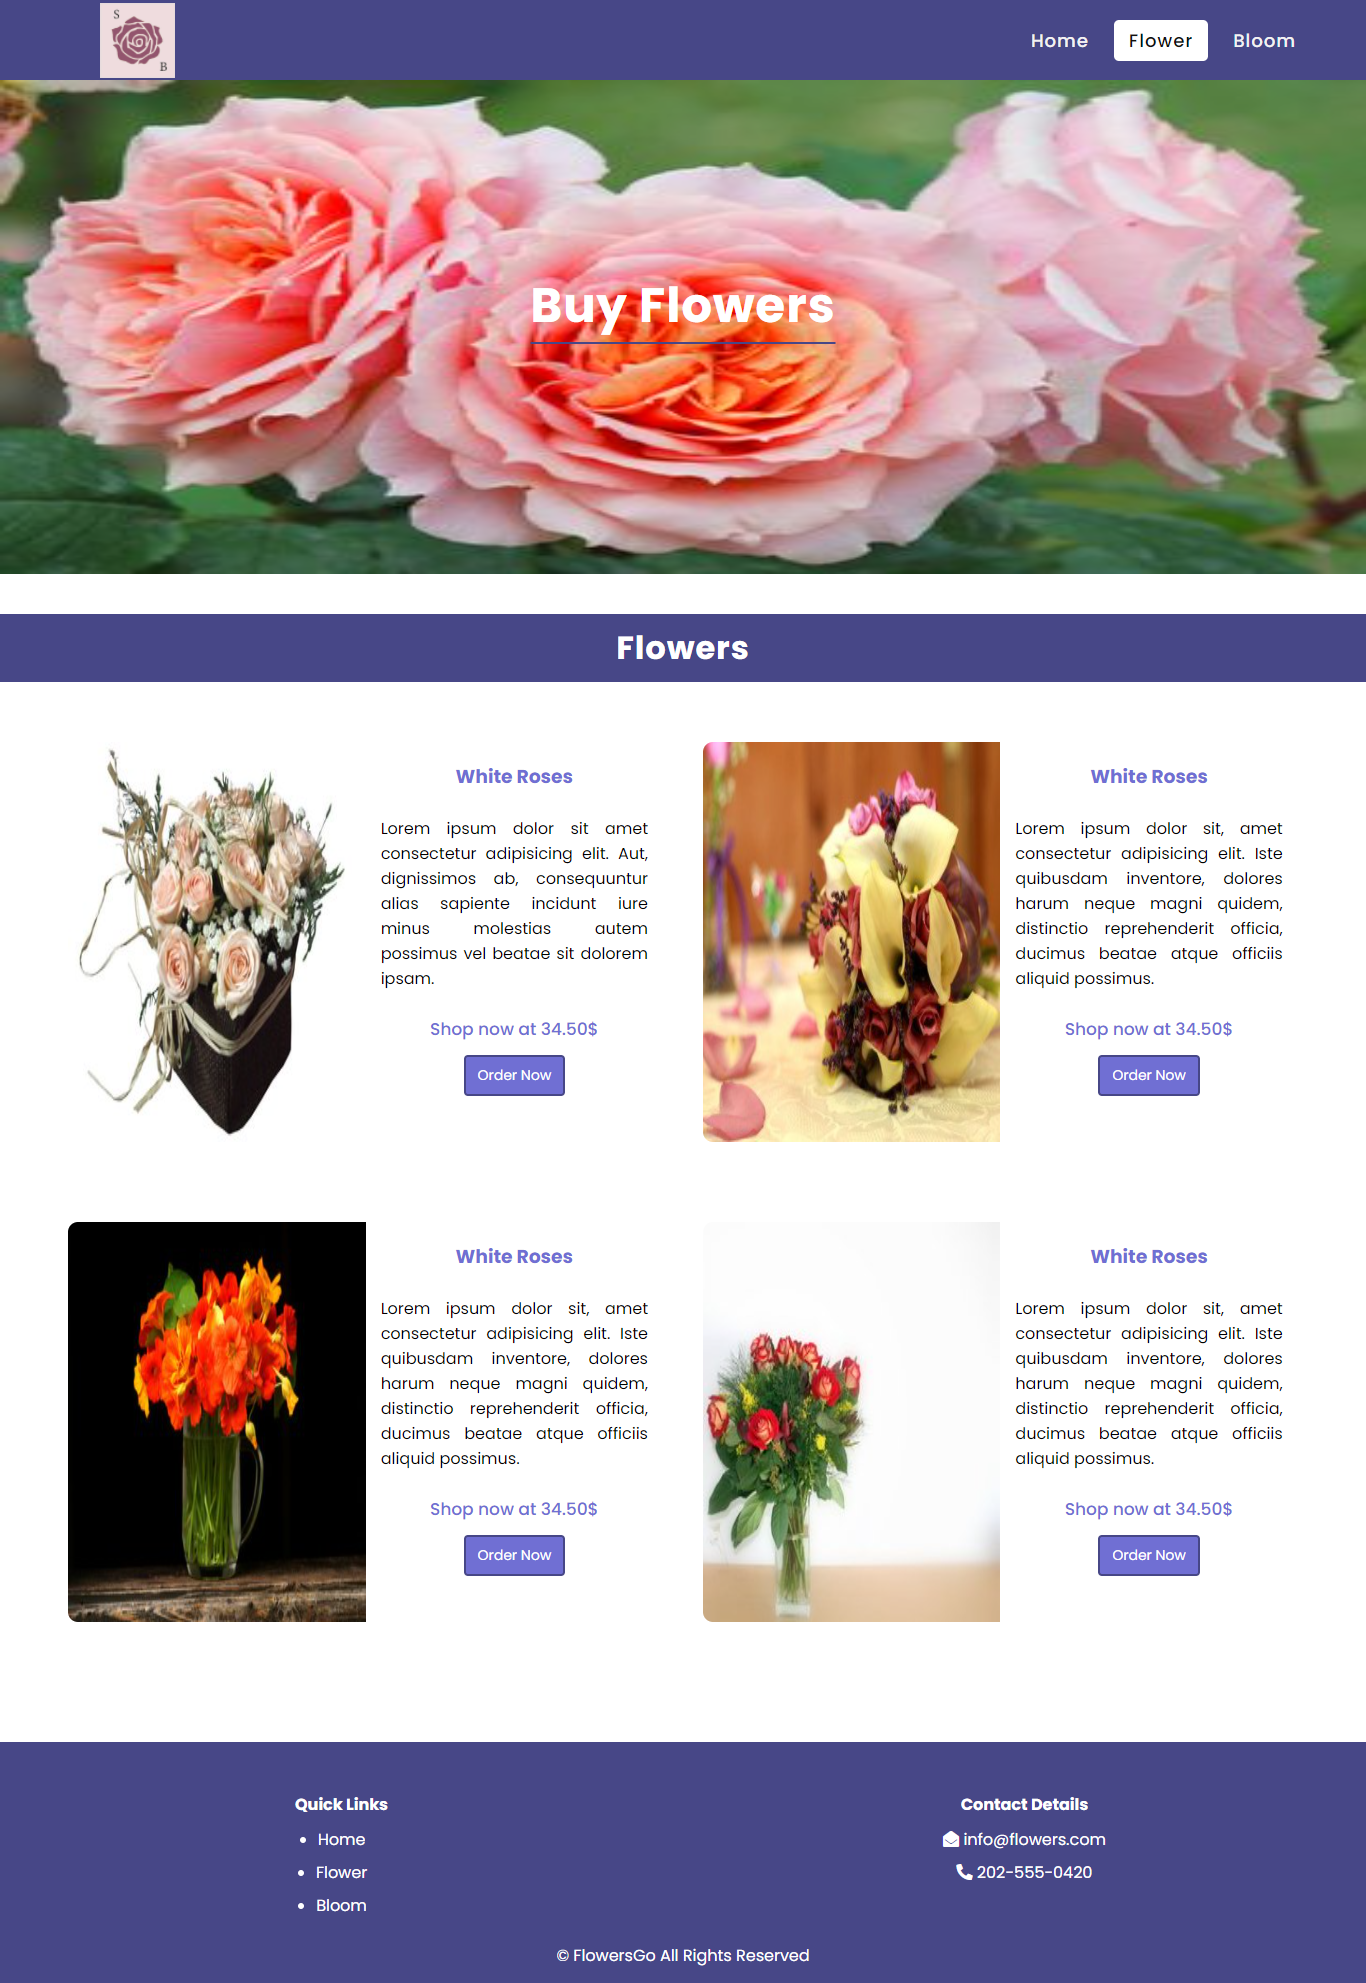 S
B
Home
Flower
Bloom
Buy Flowers
Flowers
White Roses
Lorem ipsum dolor sit amet
consectetur adipisicing elit. Aut,
dignissimos ab, consequuntur
alias sapiente incidunt iure
minus molestias autem
possimus vel beatae sit dolorem
ipsam.
Shop now at 34.50$
Order Now
White Roses
Lorem ipsum dolor sit, amet
consectetur adipisicing elit. Iste
quibusdam inventore, dolores
harum neque magni quidem,
distinctio reprehenderit officia,
ducimus beatae atque officiis
aliquid possimus.
Shop now at 34.50$
Order Now
White Roses
Lorem ipsum dolor sit, amet
consectetur adipisicing elit. Iste
quibusdam inventore, dolores
harum neque magni quidem,
distinctio reprehenderit officia,
ducimus beatae atque officiis
aliquid possimus.
Shop now at 34.50$
Order Now
White Roses
Lorem ipsum dolor sit, amet
consectetur adipisicing elit. Iste
quibusdam inventore, dolores
harum neque magni quidem,
distinctio reprehenderit officia,
ducimus beatae atque officiis
aliquid possimus.
Shop now at 34.50$
Order Now
Quick Links
Home
Flower
Bloom
Contact Details
info@flowers.com
202-555-0420
© FlowersGo All Rights Reserved